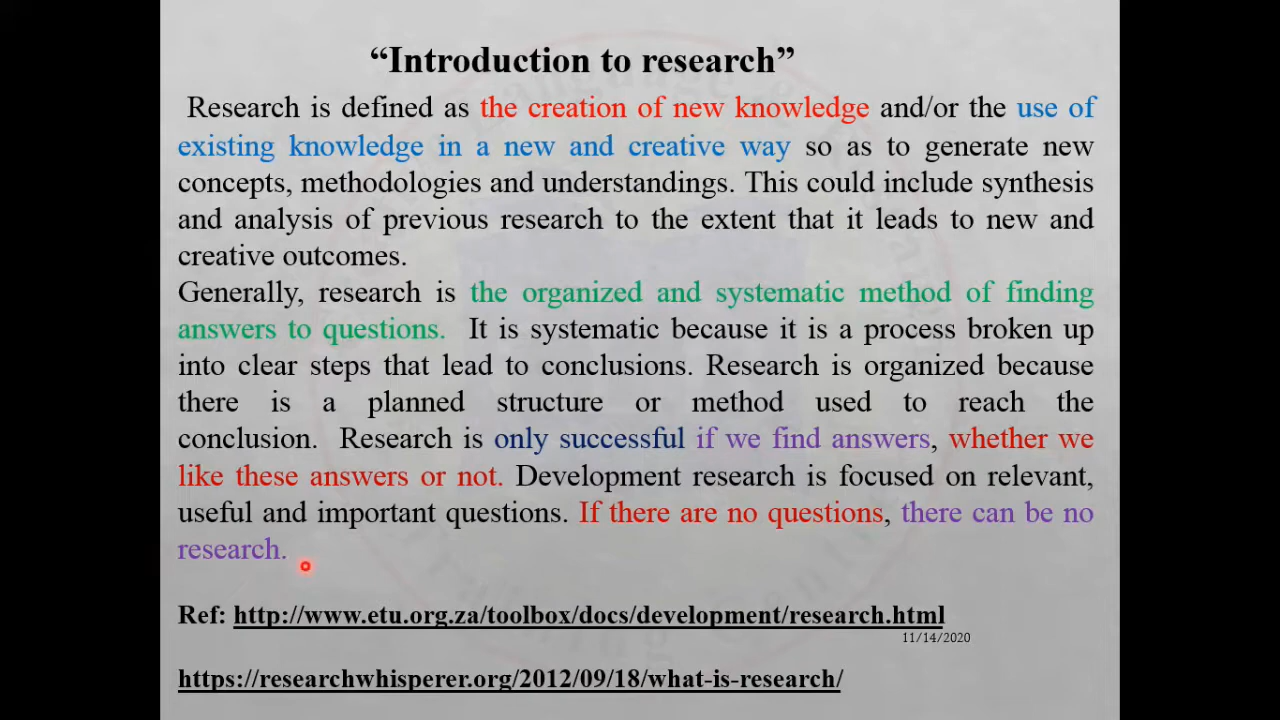 “Introduction to research”
Research is defined as the creation of new knowledge and/or the use of
existing knowledge in a new and creative way so as to generate new
concepts, methodologies and understandings. This could include synthesis
and analysis of previous research to the extent that it leads to new and
creative outcomes.
Generally, research is the organized and systematic method of finding
answers to questions. It is systematic because it is a process broken up
into clear steps that lead to conclusions. Research is organized because
there is a planned structure or method used to reach the
conclusion. Research is only successful if we find answers, whether we
like these answers or not. Development research is focused on relevant,
useful and important questions. If there are no questions, there can be no
research.
Ref: http://www.etu.org.za/toolbox/docs/development/research.html
11/14/2020
https://researchwhisperer.org/2012/09/18/what-is-research/